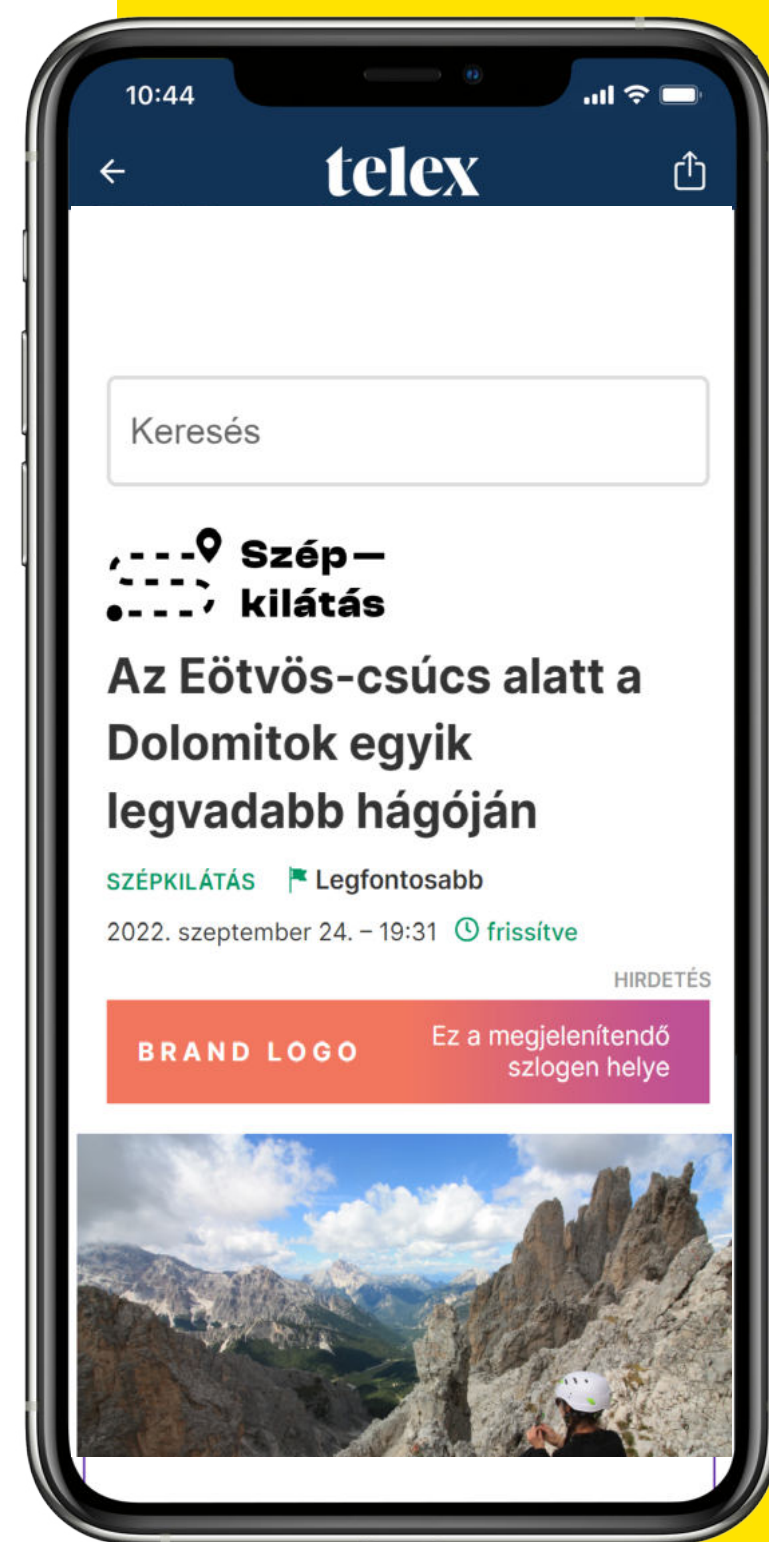 10:44
telex
Keresés
Szép–
kilátás
Az Eötvös-csúcs alatt a
Dolomitok egyik
legvadabb hágóján
SZÉPKILÁTÁS Legfontosabb
2022. szeptember 24. – 19:31 frissítve
HIRDETÉS
BRAND LOGO
Ez a megjelenítendő
szlogen helye